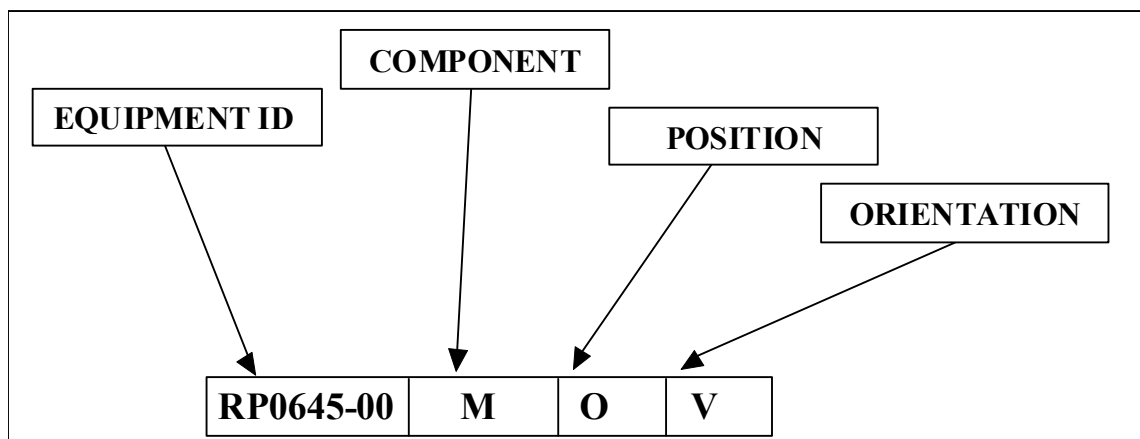 COMPONENT
EQUIPMENT ID
POSITION
ORIENTATION
RP0645-00 M O V